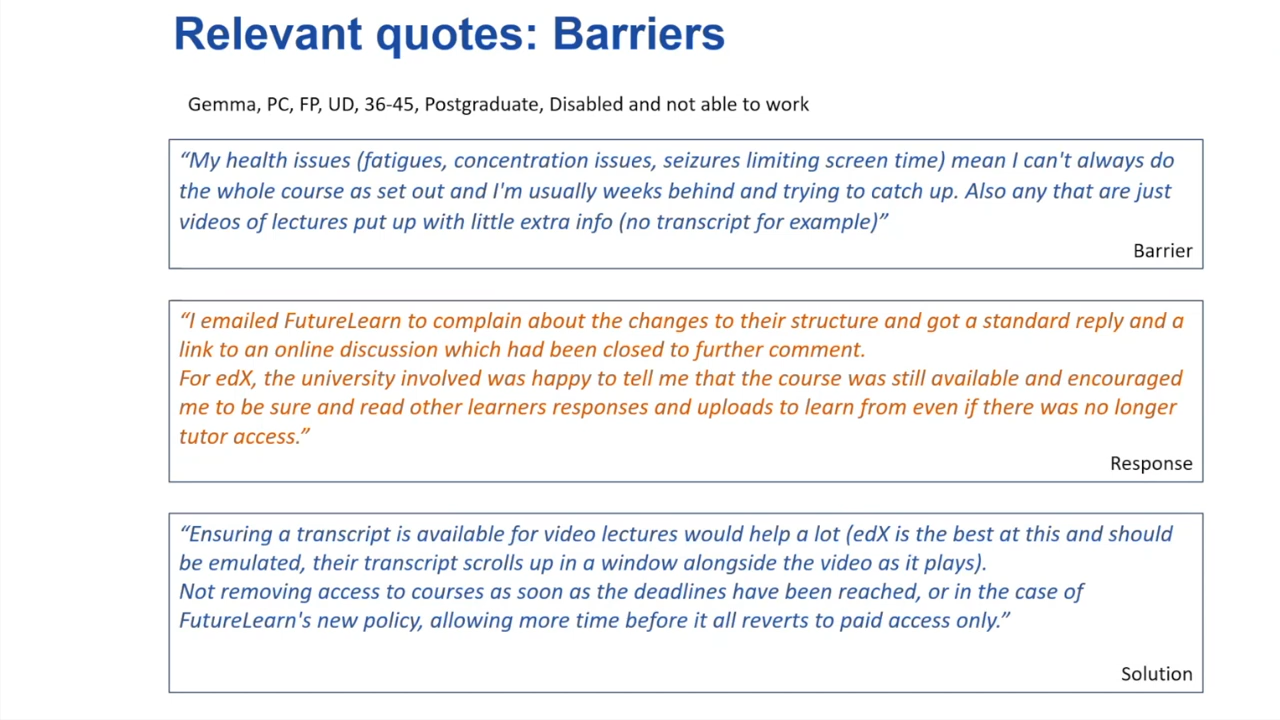 Relevant quotes: Barriers
Gemma, PC, FP, UD, 36-45, Postgraduate, Disabled and not able to work
“My health issues (fatigues, concentration issues, seizures limiting screen time) mean I can't always do
the whole course as set out and I'm usually weeks behind and trying to catch up. Also any that are just
videos of lectures put up with little extra info (no transcript for example)”
Barrier
“I emailed FutureLearn to complain about the changes to their structure and got a standard reply and a
link to an online discussion which had been closed to further comment.
For edX, the university involved was happy to tell me that the course was still available and encouraged
me to be sure and read other learners responses and uploads to learn from even if there was no longer
tutor access.”
Response
“Ensuring a transcript is available for video lectures would help a lot (edX is the best at this and should
be emulated, their transcript scrolls up in a window alongside the video as it plays).
Not removing access to courses as soon as the deadlines have been reached, or in the case of
FutureLearn's new policy, allowing more time before it all reverts to paid access only.”
Solution